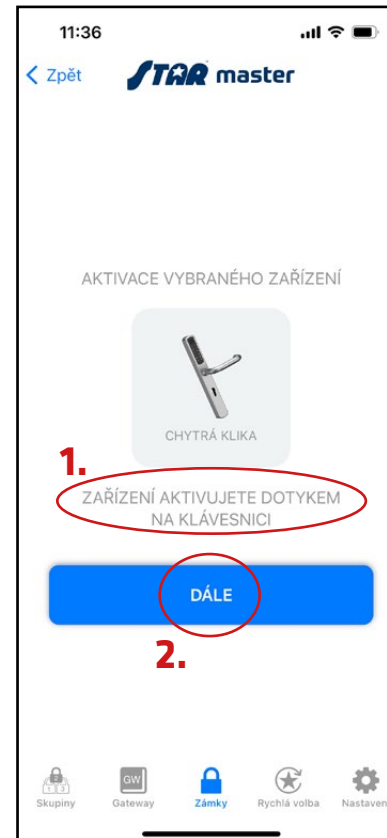 11:36
Zpět
STAR master
AKTIVACE VYBRANÉHO ZAŘÍZENÍ
CHYTRÁ KLIKA
1.
ZAŘÍZENÍ AKTIVUJETE DOTYKEM
NA KLÁVESNICI
DÁLE
2.
GW
Skupiny
Gateway
Zámky
Rychlá volba
Nastaven